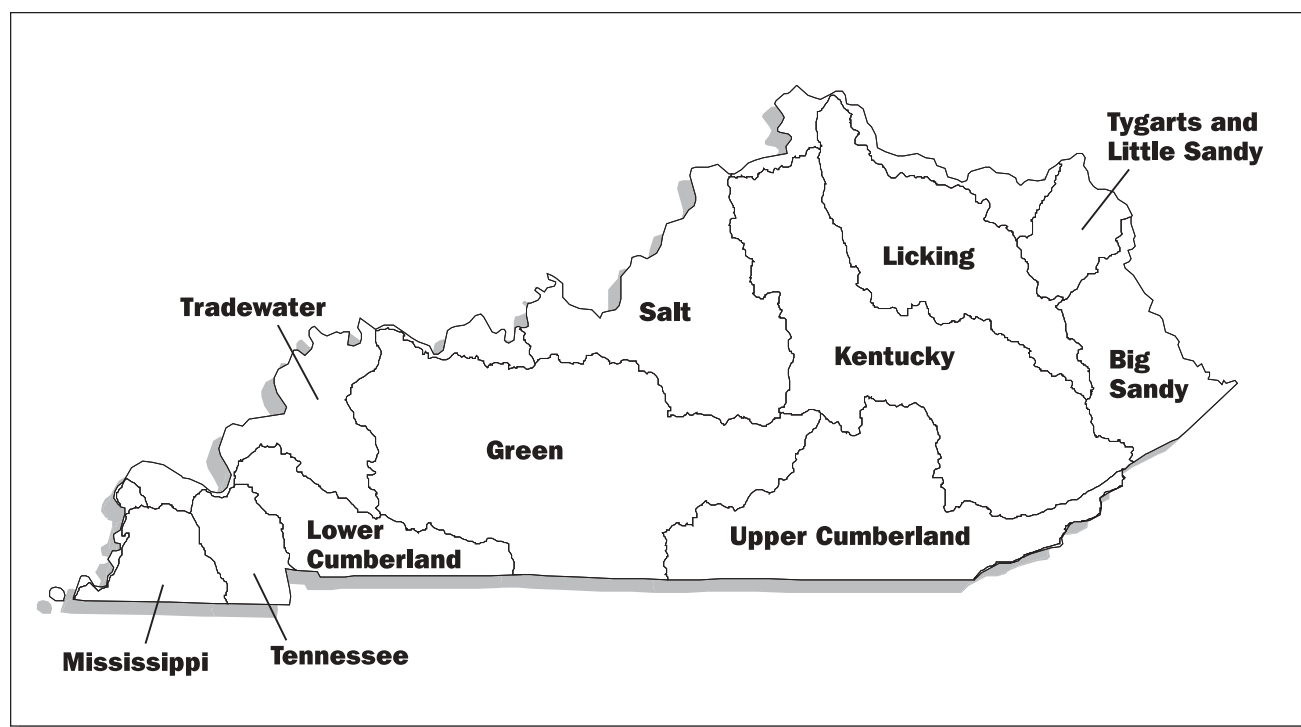 Tygarts and
Little Sandy
Licking
Tradewater
Salt
Kentucky
Big
Sandy
Green
Lower
Cumberland
Upper Cumberland
Mississippi
Tennessee